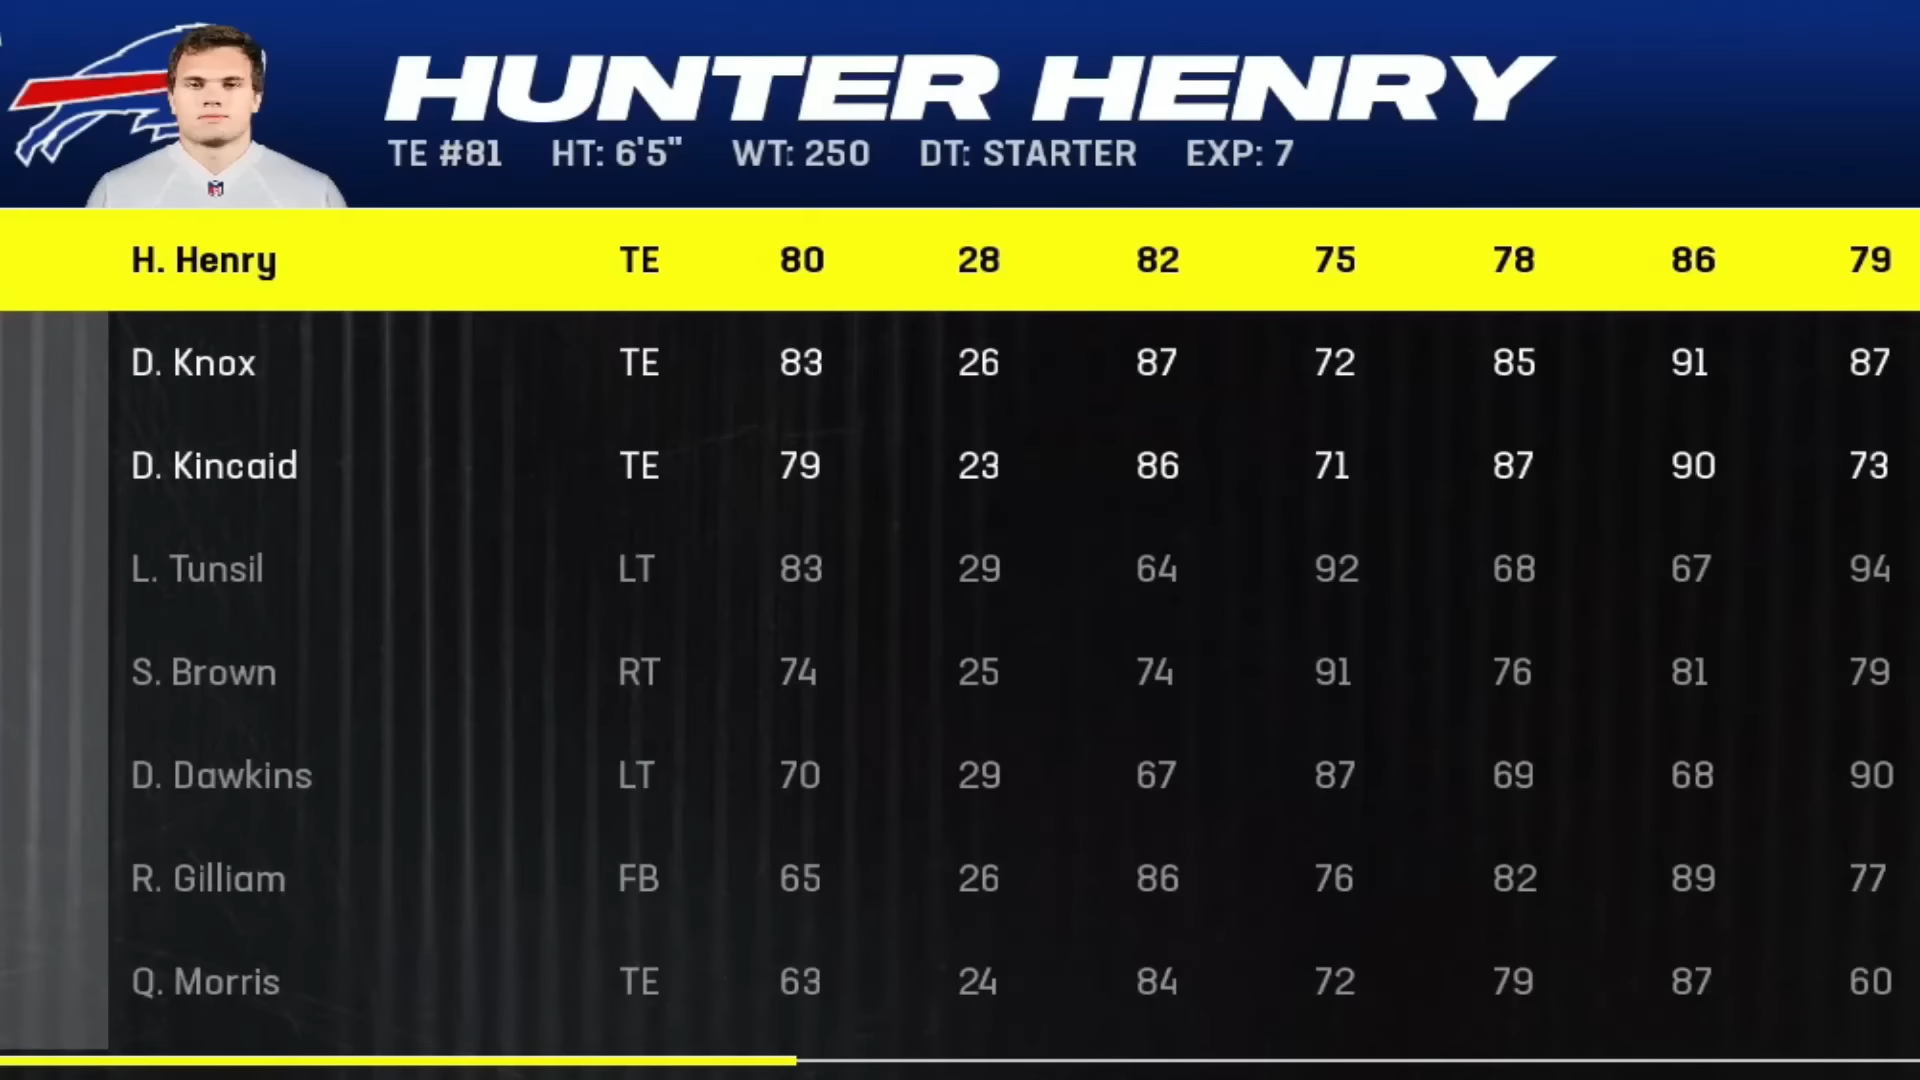 HUNTER HENRY
TE #81 HT: 6'5" WT: 250 DT: STARTER EXP: 7
H. Henry TE 80 28 82 75 78 86 79
D. Knox TE 83 26 87 72 85 91 87
D. Kincaid TE 79 23 86 71 87 90 73
L. Tunsil LT 83 29 64 92 68 67 94
S. Brown RT 74 25 74 91 76 81 79
D. Dawkins LT 70 29 67 87 69 68 90
R. Gilliam FB 65 26 86 76 82 89 77
Q. Morris TE 63 24 84 72 79 87 60